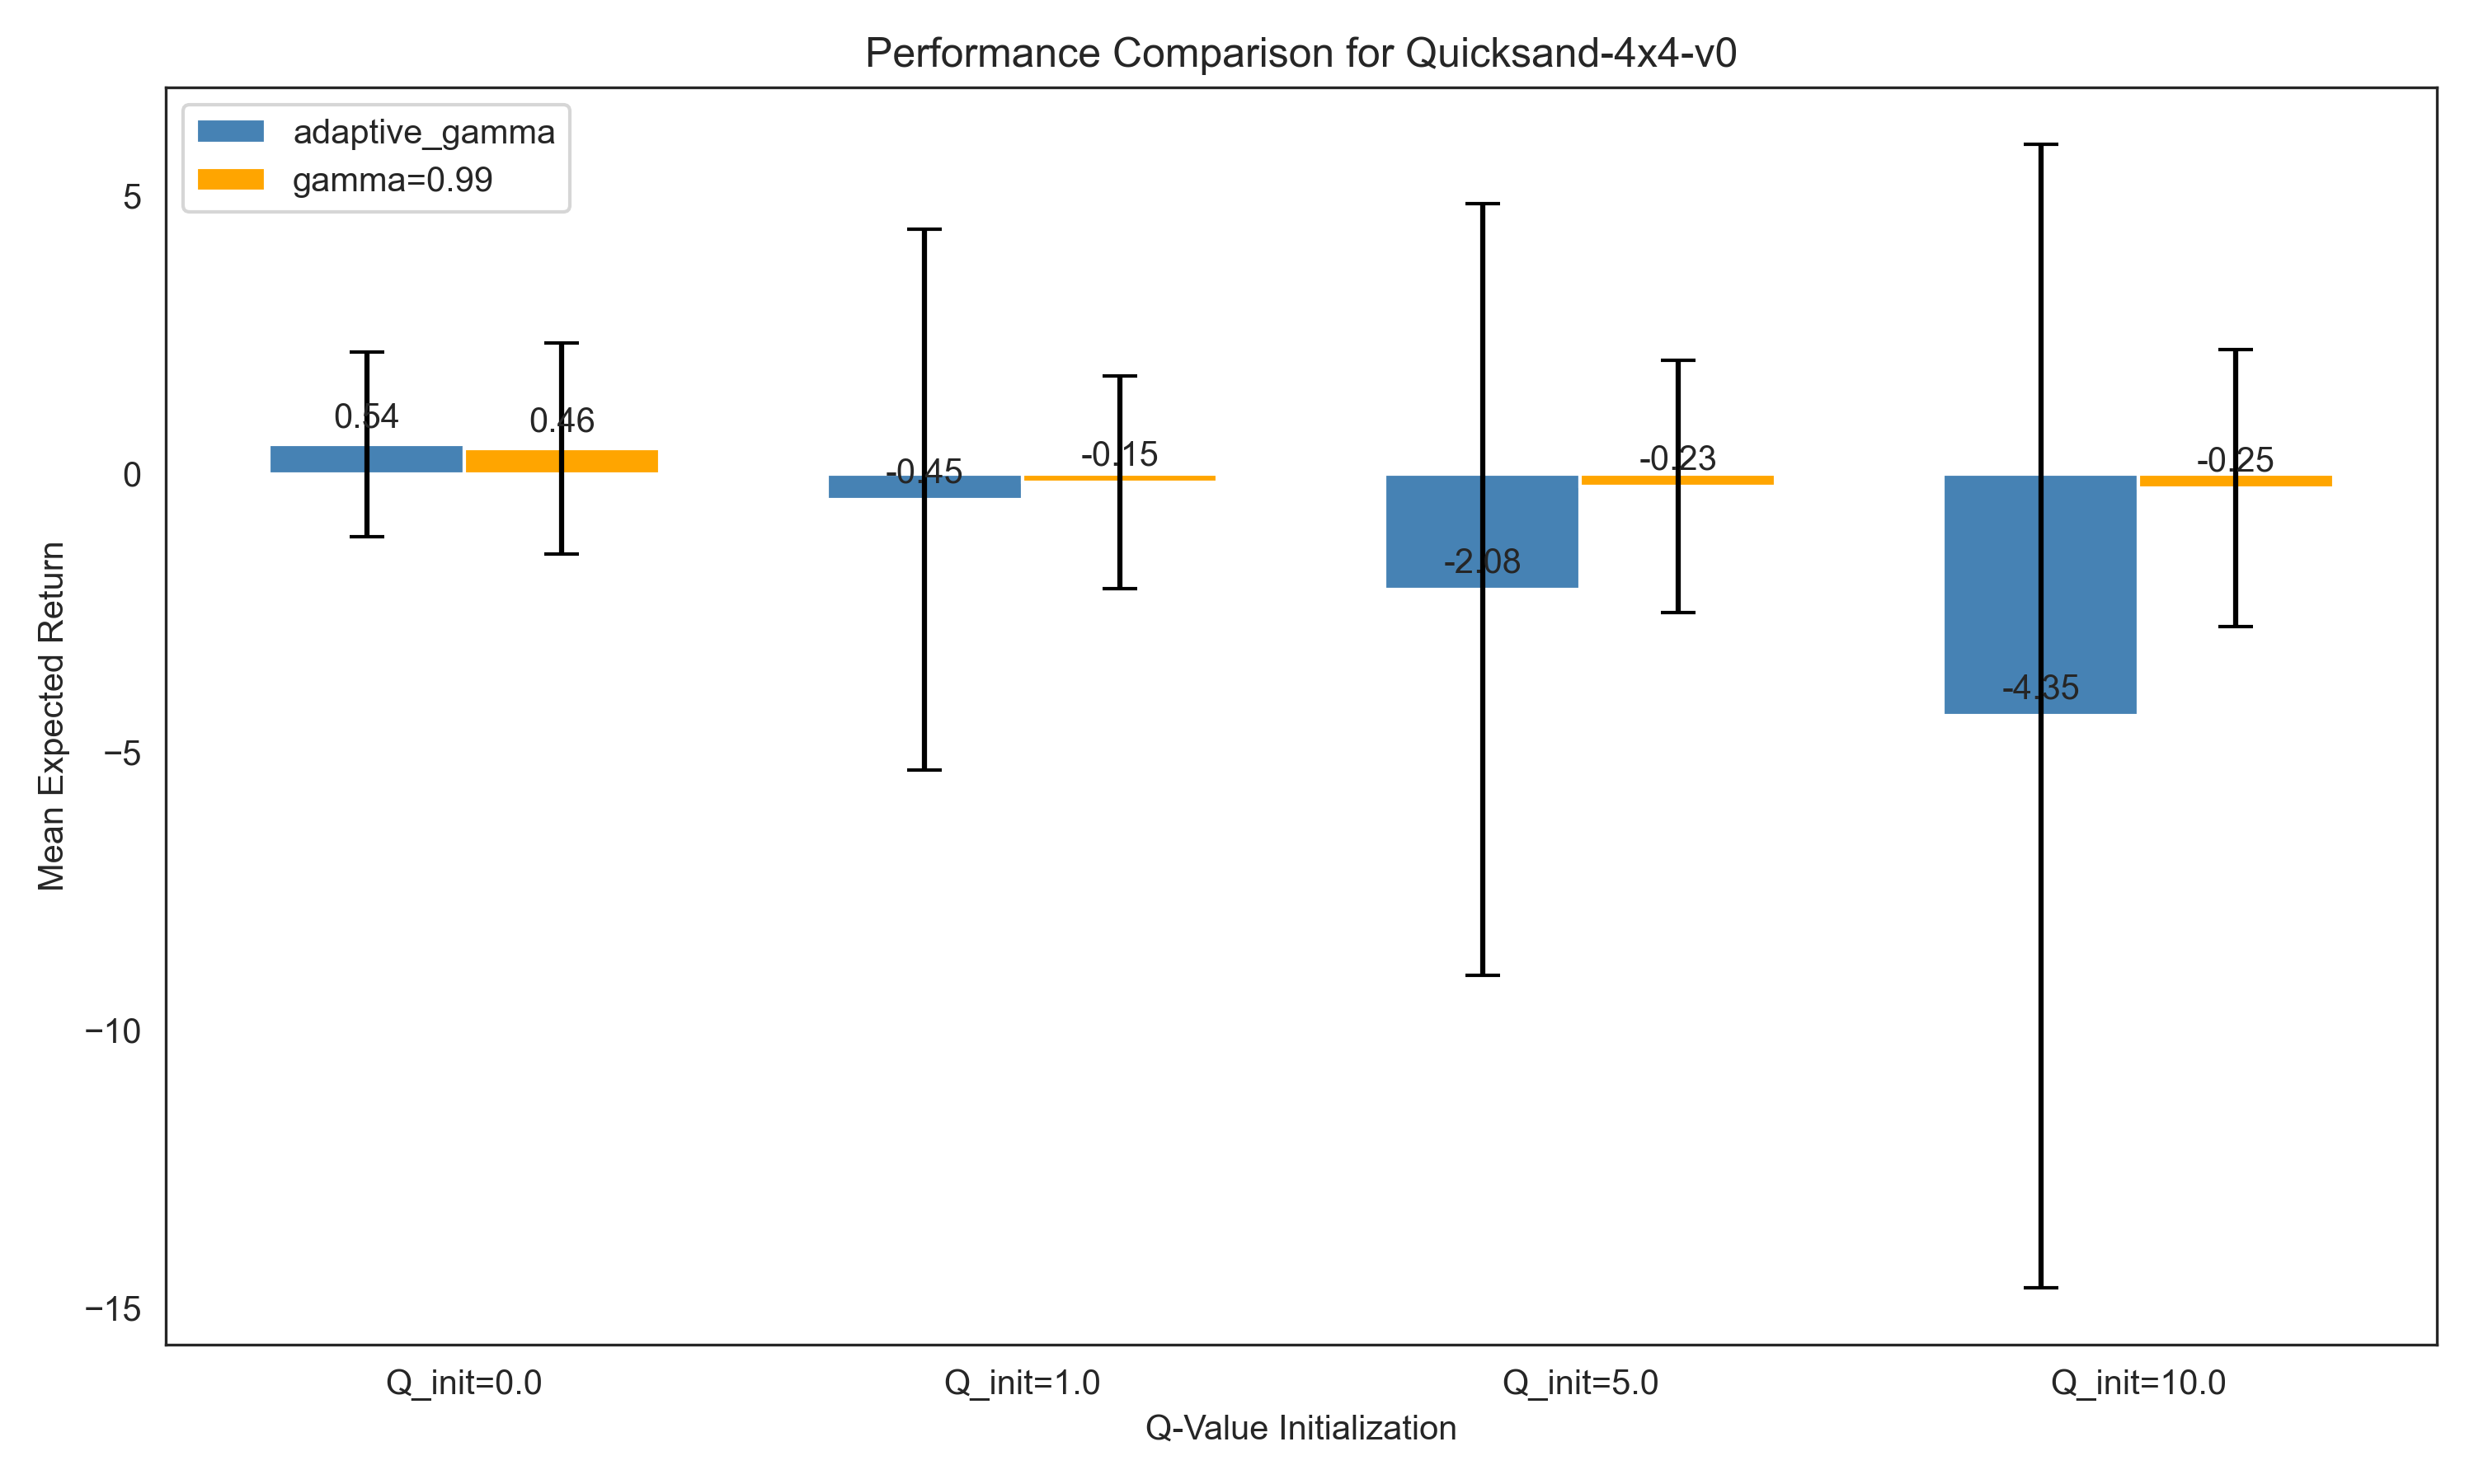 Performance Comparison for Quicksand-4x4-v0
adaptive_gamma
gamma=0.99
Mean Expected Return
5
0
−5
−10
−15
0.54
0.46
-0.45
-0.15
-2.08
-0.23
-4.35
-0.25
Q_init=0.0
Q_init=1.0
Q_init=5.0
Q_init=10.0
Q-Value Initialization